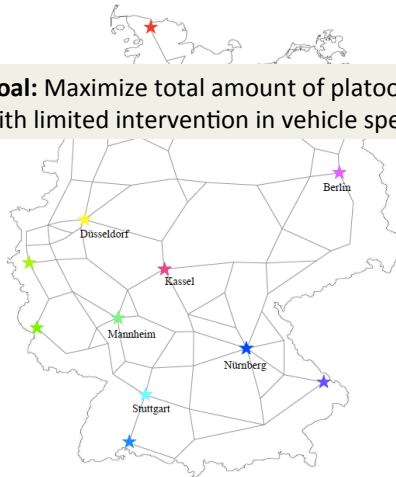 oal: Maximize total amount of platoo
ith limited intervention in vehicle spe
Berlin
Düsseldorf
Kassel
Mannheim
Nürnberg
Stuttgart